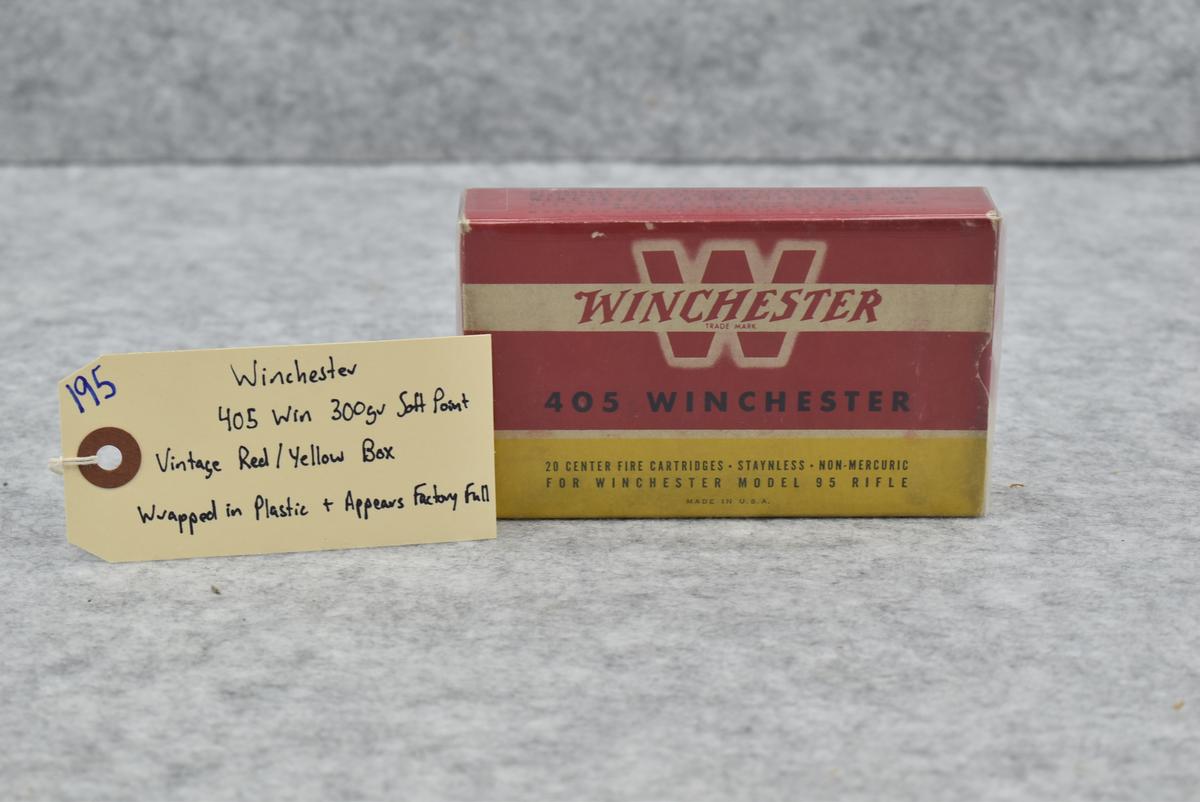 195
Winchester
405 Win 300gr Soft Point
Vintage Red/Yellow Box
Wrapped in Plastic + Appears Factory Full
W
WINCHESTER
TRADE MARK
405 WINCHESTER
20 CENTER FIRE CARTRIDGES • STAYNLESS • NON-MERCURIC
FOR WINCHESTER MODEL 95 RIFLE
MADE IN U.S.A.